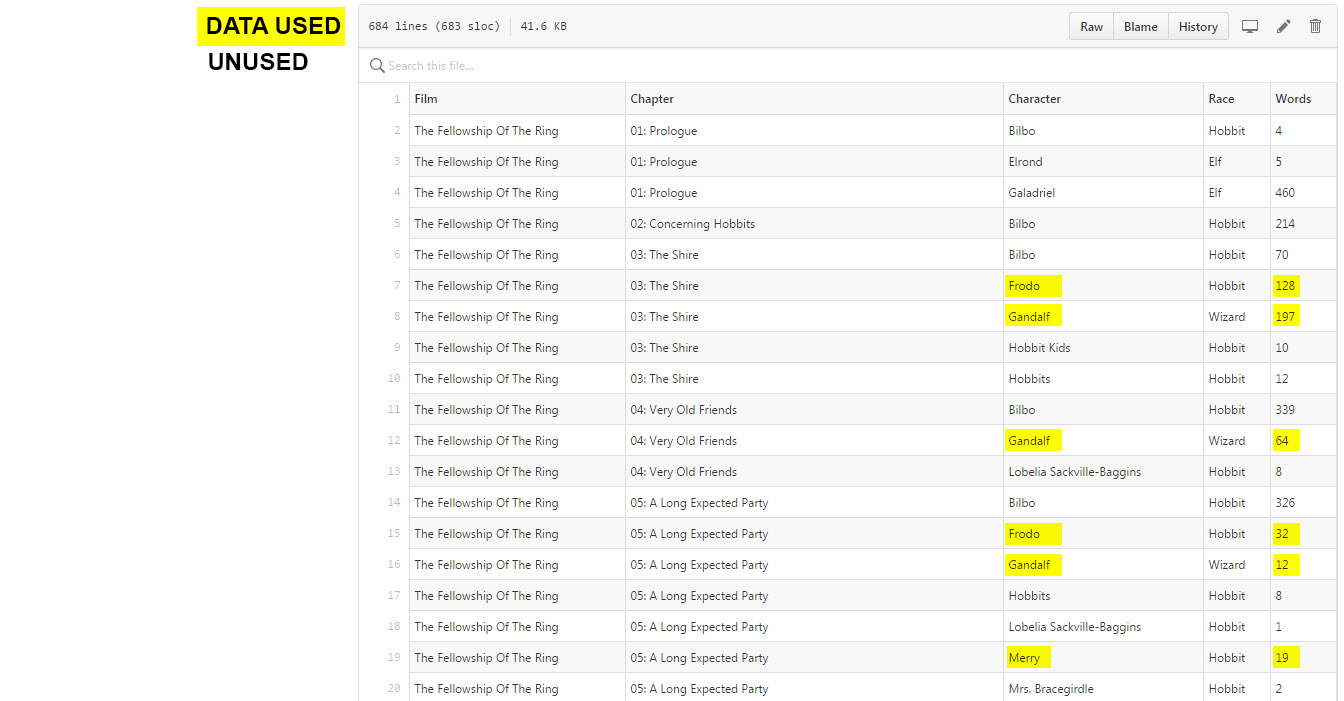 DATA USED
UNUSED
684 lines (683 sloc) 41.6 KB Raw Blame History
Search this file...
1 Film Chapter Character Race Words
2 The Fellowship Of The Ring 01: Prologue Bilbo Hobbit 4
3 The Fellowship Of The Ring 01: Prologue Elrond Elf 5
4 The Fellowship Of The Ring 01: Prologue Galadriel Elf 460
5 The Fellowship Of The Ring 02: Concerning Hobbits Bilbo Hobbit 214
6 The Fellowship Of The Ring 03: The Shire Bilbo Hobbit 70
7 The Fellowship Of The Ring 03: The Shire Frodo Hobbit 128
8 The Fellowship Of The Ring 03: The Shire Gandalf Wizard 197
9 The Fellowship Of The Ring 03: The Shire Hobbit Kids Hobbit 10
10 The Fellowship Of The Ring 03: The Shire Hobbits Hobbit 12
11 The Fellowship Of The Ring 04: Very Old Friends Bilbo Hobbit 339
12 The Fellowship Of The Ring 04: Very Old Friends Gandalf Wizard 64
13 The Fellowship Of The Ring 04: Very Old Friends Lobelia Sackville-Baggins Hobbit 8
14 The Fellowship Of The Ring 05: A Long Expected Party Bilbo Hobbit 326
15 The Fellowship Of The Ring 05: A Long Expected Party Frodo Hobbit 32
16 The Fellowship Of The Ring 05: A Long Expected Party Gandalf Wizard 12
17 The Fellowship Of The Ring 05: A Long Expected Party Hobbits Hobbit 8
18 The Fellowship Of The Ring 05: A Long Expected Party Lobelia Sackville-Baggins Hobbit 1
19 The Fellowship Of The Ring 05: A Long Expected Party Merry Hobbit 19
20 The Fellowship Of The Ring 05: A Long Expected Party Mrs. Bracegirdle Hobbit 2